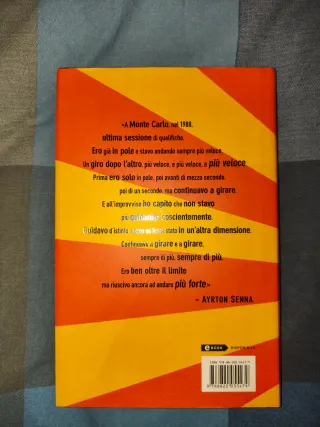 «A Monte Carlo, nel 1988,
ultima sessione di qualifiche.
Ero già in pole e stavo andando sempre più veloce.
Un giro dopo l'altro, più veloce, e più veloce, e più veloce.
Prima ero solo in pole, poi avanti di mezzo secondo,
poi di un secondo, ma continuavo a girare.
E all'improvviso ho capito che non stavo
più guidando coscientemente.
Guidavo d'istinto, in un'altra dimensione.
Continuavo a girare e a girare,
sempre di più, sempre di più.
Ero ben oltre il limite
ma riuscivo ancora ad andare più forte»
- AYRTON SENNA
eBOOK